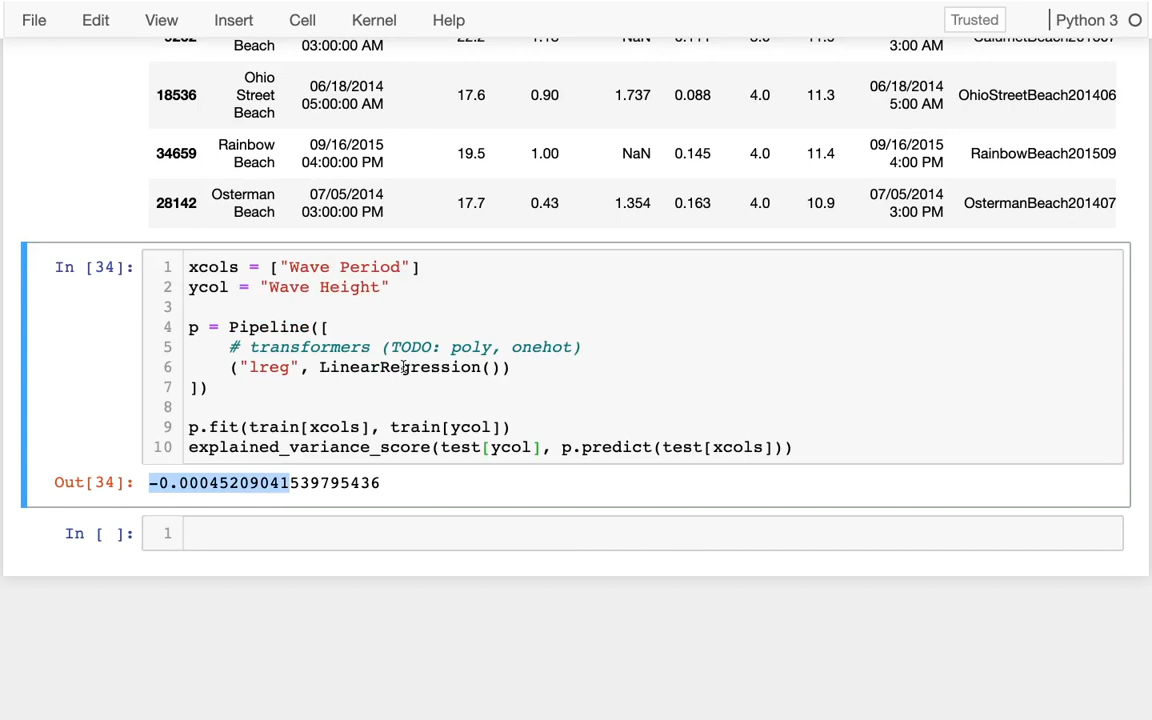 File Edit View Insert Cell Kernel Help Trusted Python 3
Beach 03:00:00 AM 3:00 AM
18536 Ohio Street Beach 06/18/2014 05:00:00 AM 17.6 0.90 1.737 0.088 4.0 11.3 06/18/2014 5:00 AM OhioStreetBeach201406
34659 Rainbow Beach 09/16/2015 04:00:00 PM 19.5 1.00 NaN 0.145 4.0 11.4 09/16/2015 4:00 PM RainbowBeach201509
28142 Osterman Beach 07/05/2014 03:00:00 PM 17.7 0.43 1.354 0.163 4.0 10.9 07/05/2014 3:00 PM OstermanBeach201407
In [34]: 1 xcols = ["Wave Period"]
2 ycol = "Wave Height"
3
4 p = Pipeline([
5 # transformers (TODO: poly, onehot)
6 ("lreg", LinearRegression())
7 ])
8
9 p.fit(train[xcols], train[ycol])
10 explained_variance_score(test[ycol], p.predict(test[xcols]))
Out[34]: -0.00045209041539795436
In [ ]: 1